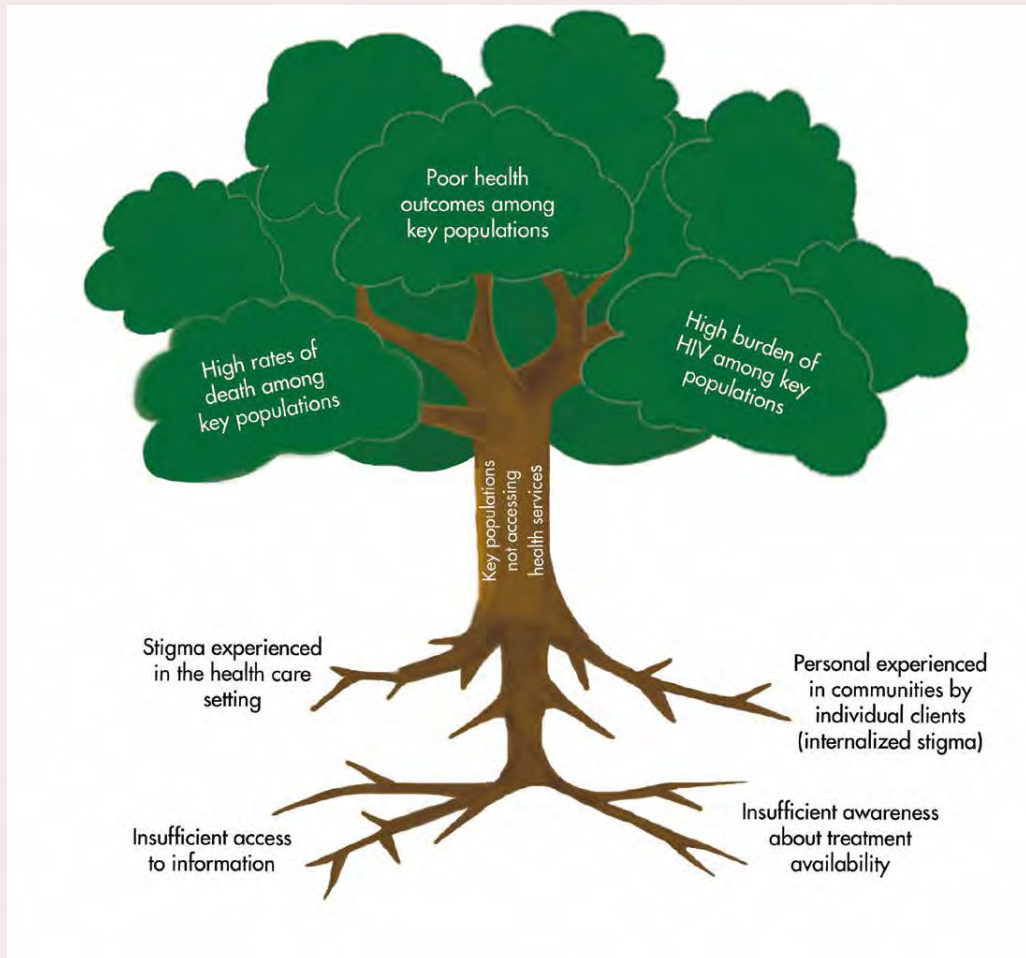 Poor health
outcomes among
key populations
High rates of
death among
key populations
High burden of
HIV among key
populations
Key populations
not accessing
health services
Stigma experienced
in the health care
setting
Personal experienced
in communities by
individual clients
(internalized stigma)
Insufficient access
to information
Insufficient awareness
about treatment
availability